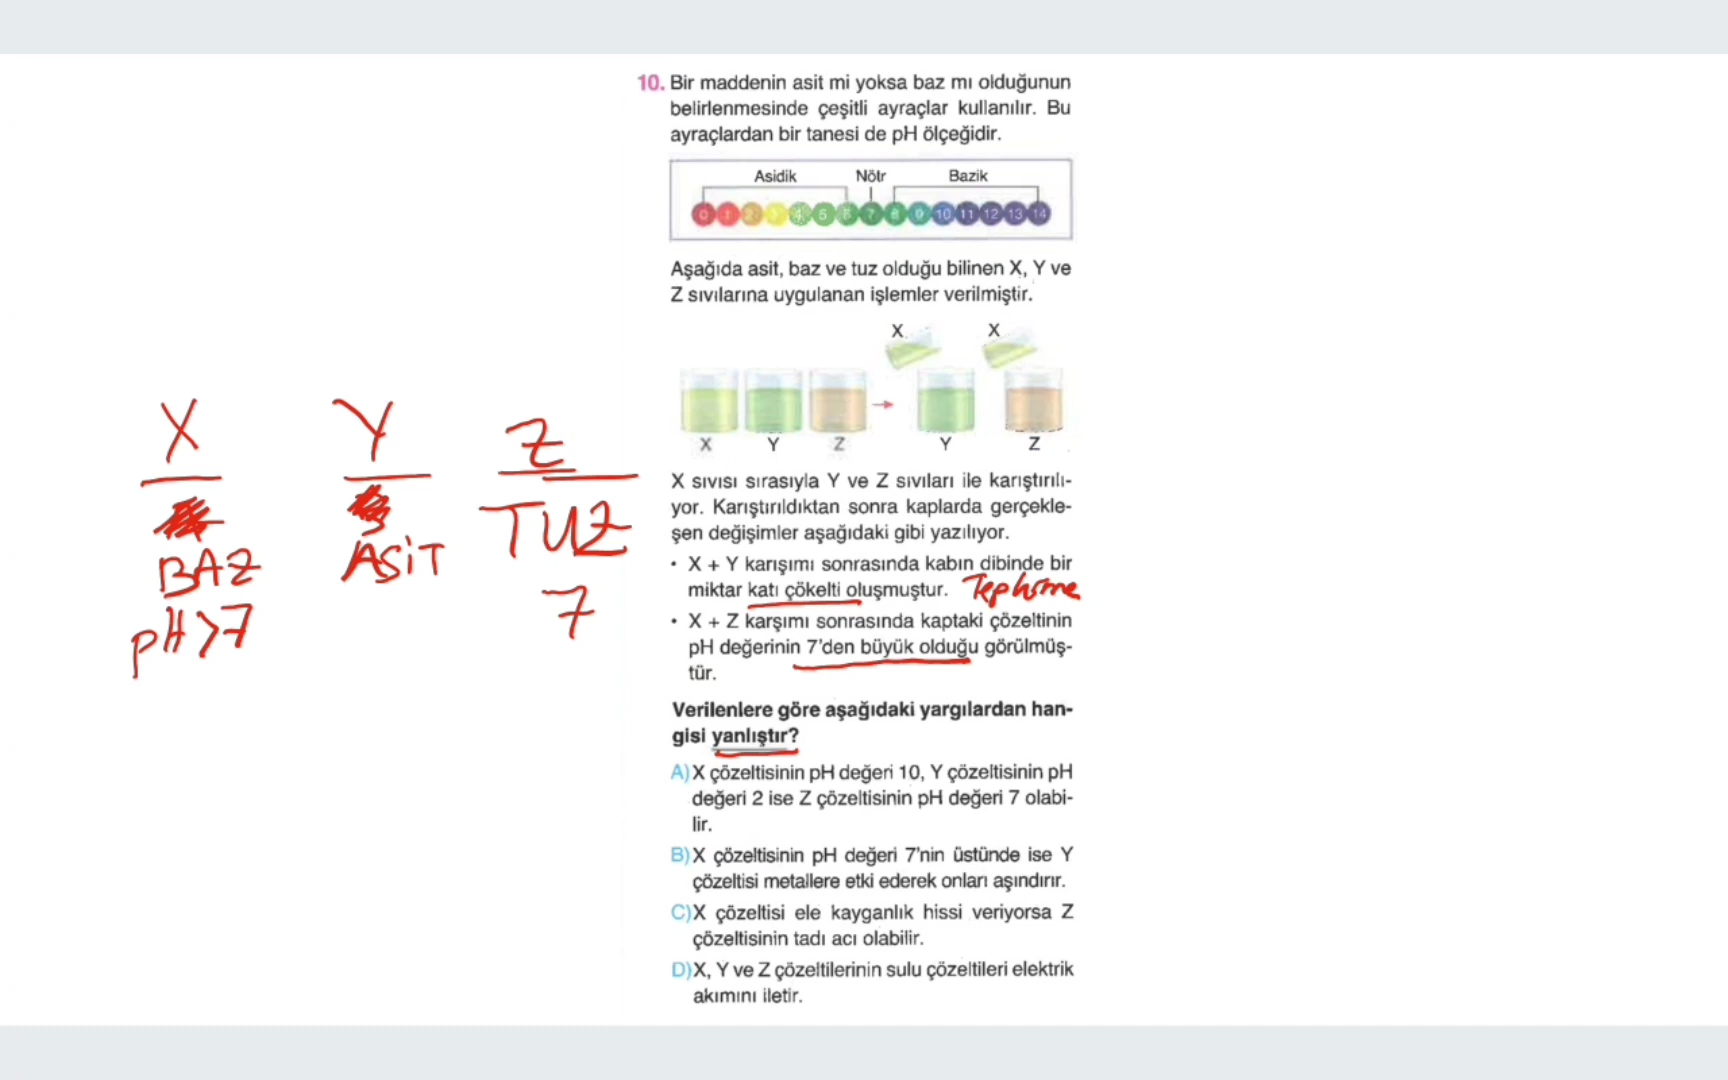 10. Bir maddenin asit mi yoksa baz mı olduğunun
belirlenmesinde çeşitli ayraçlar kullanılır. Bu
ayraçlardan bir tanesi de pH ölçeğidir.
Asidik Nötr Bazik
0 1 2 3 4 5 6 7 8 9 10 11 12 13 14
Aşağıda asit, baz ve tuz olduğu bilinen X, Y ve
Z sıvılarına uygulanan işlemler verilmiştir.
X X
X Y Z Y Z
X Y Z
BAZ ASİT TUZ
pH>7 7
X sıvısı sırasıyla Y ve Z sıvıları ile karıştırılı-
yor. Karıştırıldıktan sonra kaplarda gerçekle-
şen değişimler aşağıdaki gibi yazılıyor.
• X + Y karışımı sonrasında kabın dibinde bir
miktar katı çökelti oluşmuştur.
• X + Z karşımı sonrasında kaptaki çözeltinin
pH değerinin 7'den büyük olduğu görülmüş-
tür.
Verilenlere göre aşağıdaki yargılardan han-
gisi yanlıştır?
A) X çözeltisinin pH değeri 10, Y çözeltisinin pH
değeri 2 ise Z çözeltisinin pH değeri 7 olabi-
lir.
B) X çözeltisinin pH değeri 7'nin üstünde ise Y
çözeltisi metallere etki ederek onları aşındırır.
C) X çözeltisi ele kayganlık hissi veriyorsa Z
çözeltisinin tadı acı olabilir.
D) X, Y ve Z çözeltilerinin sulu çözeltileri elektrik
akımını iletir.